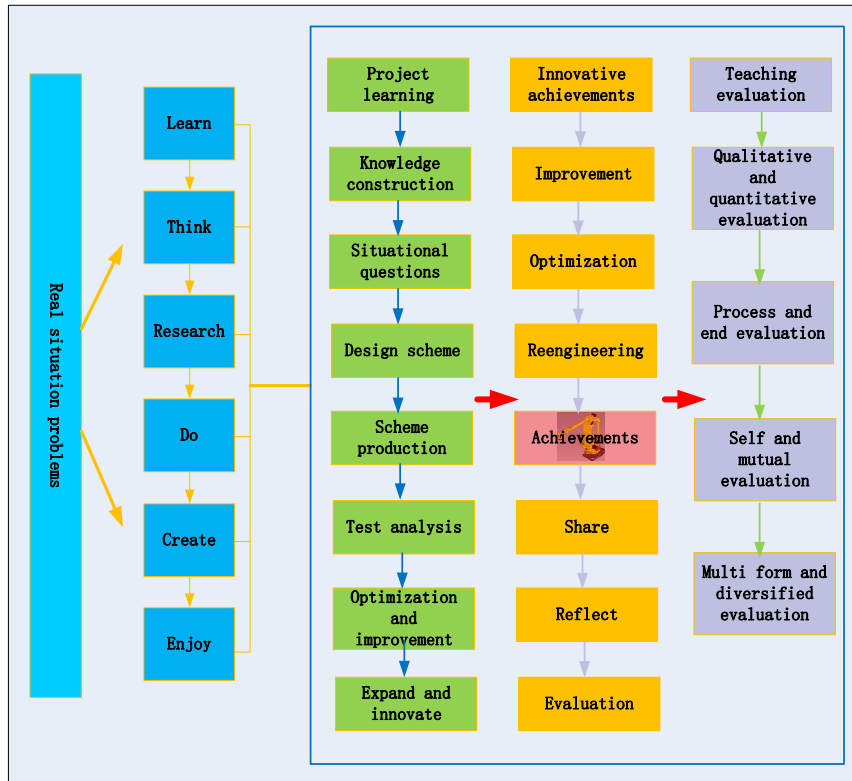 Real situation problems
Learn
Think
Research
Do
Create
Enjoy
Project
learning
Knowledge
construction
Situational
questions
Design scheme
Scheme
production
Test analysis
Optimization
and
improvement
Expand and
innovate
Innovative
achievements
Improvement
Optimization
Reengineering
Achievements
Share
Reflect
Evaluation
Teaching
evaluation
Qualitative
and
quantitative
evaluation
Process and
end evaluation
Self and
mutual
evaluation
Multi form and
diversified
evaluation